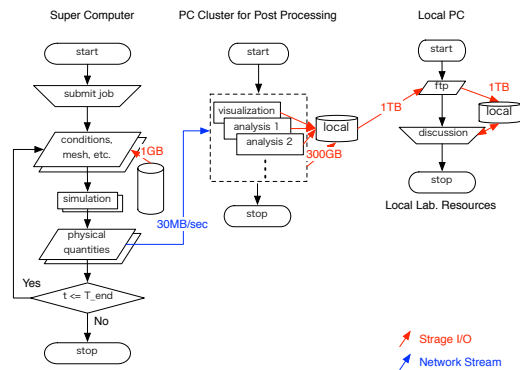 Super Computer
start
submit job
conditions,
mesh, etc.
1GB
simulation
30MB/sec
physical
quantities
Yes
t <= T_end
No
stop
PC Cluster for Post Processing
start
visualization
analysis 1
analysis 2
local
300GB
stop
1TB
Local PC
start
ftp
1TB
local
discussion
stop
Local Lab. Resources
Strage I/O
Network Stream